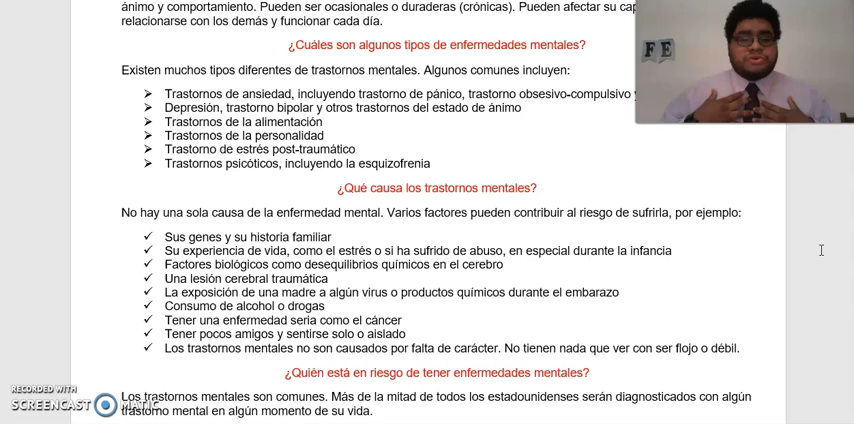 ánimo y comportamiento. Pueden ser ocasionales o duraderas (crónicas). Pueden afectar su
relacionarse con los demás y funcionar cada día.
¿Cuáles son algunos tipos de enfermedades mentales?
Existen muchos tipos diferentes de trastornos mentales. Algunos comunes incluyen:
Trastornos de ansiedad, incluyendo trastorno de pánico, trastorno obsesivo-compulsivo y
Depresión, trastorno bipolar y otros trastornos del estado de ánimo
Trastornos de la alimentación
Trastornos de la personalidad
Trastorno de estrés post-traumático
Trastornos psicóticos, incluyendo la esquizofrenia
¿Qué causa los trastornos mentales?
No hay una sola causa de la enfermedad mental. Varios factores pueden contribuir al riesgo de sufrirla, por ejemplo:
Sus genes y su historia familiar
Su experiencia de vida, como el estrés o si ha sufrido de abuso, en especial durante la infancia
Factores biológicos como desequilibrios químicos en el cerebro
Una lesión cerebral traumática
La exposición de una madre a algún virus o productos químicos durante el embarazo
Consumo de alcohol o drogas
Tener una enfermedad seria como el cáncer
Tener pocos amigos y sentirse solo o aislado
Los trastornos mentales no son causados por falta de carácter. No tienen nada que ver con ser flojo o débil.
¿Quién está en riesgo de tener enfermedades mentales?
Los trastornos mentales son comunes. Más de la mitad de todos los estadounidenses serán diagnosticados con algún
trastorno mental en algún momento de su vida.
FE
RECORDED WITH
SCREENCAST MATIC